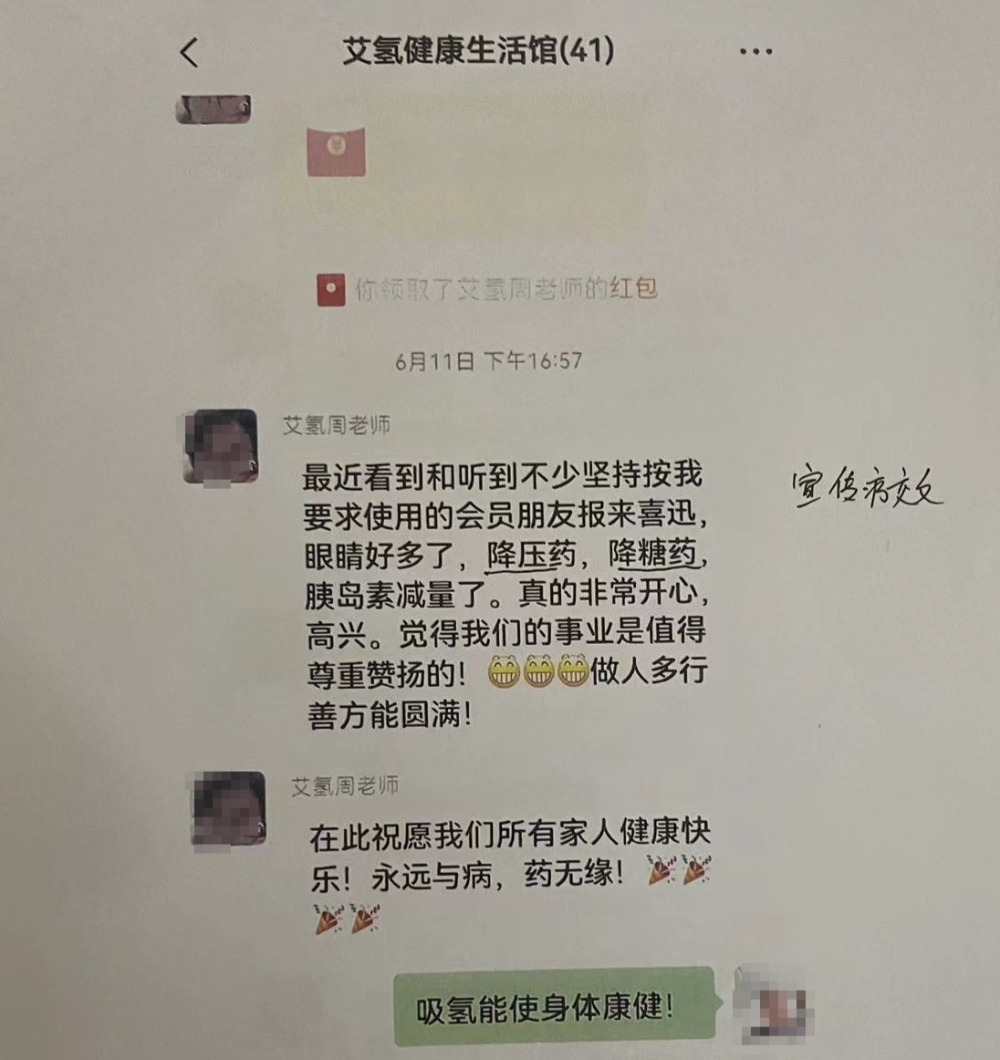 艾氢健康生活馆(41)
你领取了艾氢周老师的红包
6月11日 下午16:57
艾氢周老师
最近看到和听到不少坚持按我
要求使用的会员朋友报来喜迅，
眼睛好多了，降压药，降糖药，
胰岛素减量了。真的非常开心，
高兴。觉得我们的事业是值得
尊重赞扬的！😁😁😁做人多行
善方能圆满！
宣传疗效
艾氢周老师
在此祝愿我们所有家人健康快
乐！永远与病，药无缘！🎉🎉
🎉🎉
吸氢能使身体康健！